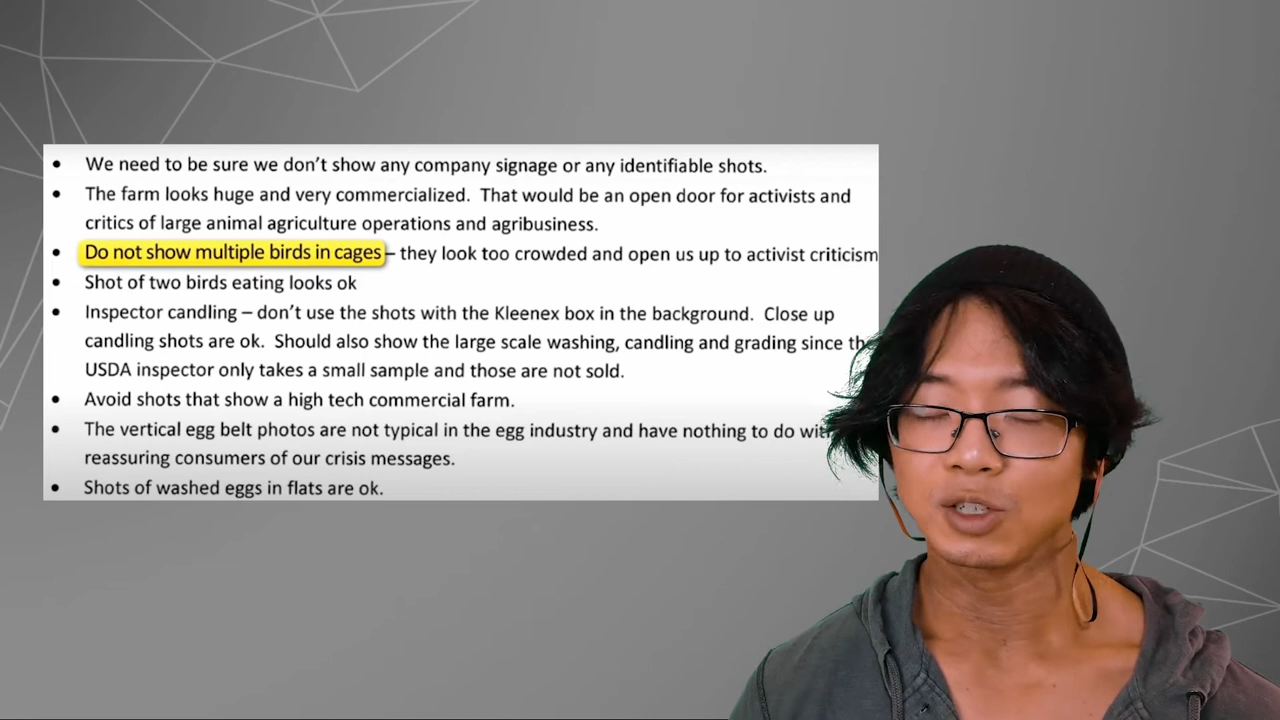 • We need to be sure we don't show any company signage or any identifiable shots.
• The farm looks huge and very commercialized. That would be an open door for activists and
critics of large animal agriculture operations and agribusiness.
• Do not show multiple birds in cages – they look too crowded and open us up to activist criticism
• Shot of two birds eating looks ok
• Inspector candling – don't use the shots with the Kleenex box in the background. Close up
candling shots are ok. Should also show the large scale washing, candling and grading since
USDA inspector only takes a small sample and those are not sold.
• Avoid shots that show a high tech commercial farm.
• The vertical egg belt photos are not typical in the egg industry and have nothing to do
reassuring consumers of our crisis messages.
• Shots of washed eggs in flats are ok.